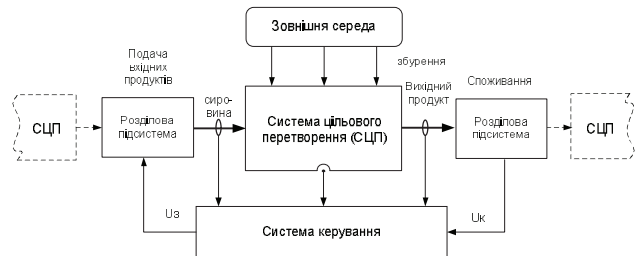 Зовнішня середа
збурення
Подача
вхідних
продуктів
сиро-
вина
Вихідний
продукт
Споживання
СЦП
Розділова
підсистема
Система цільового
перетворення (СЦП)
Розділова
підсистема
СЦП
Uз
Система керування
Uк